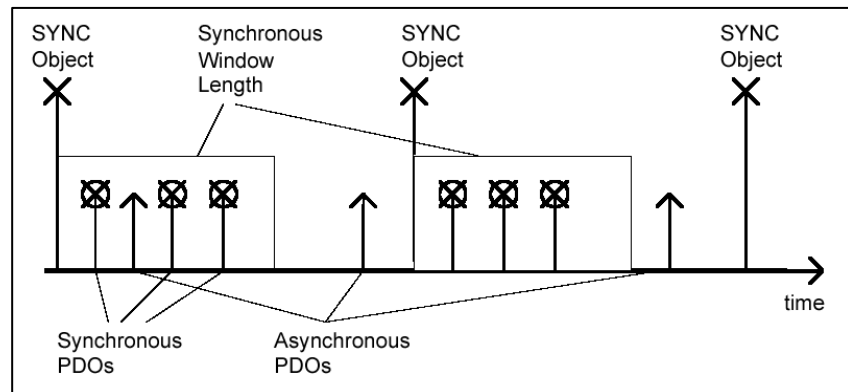 SYNC
Object
Synchronous
Window
Length
SYNC
Object
SYNC
Object
time
Synchronous
PDOs
Asynchronous
PDOs